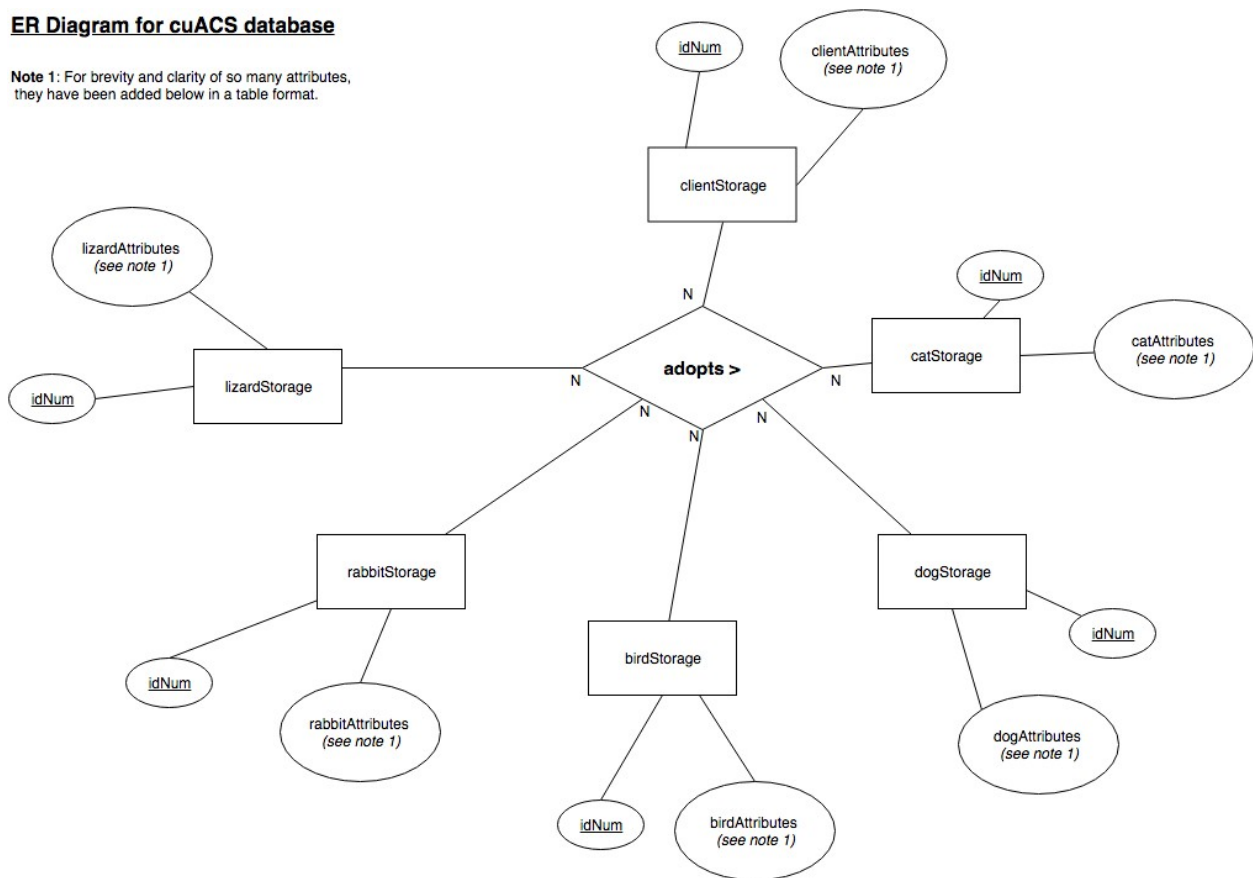 ER Diagram for cuACS database
Note 1: For brevity and clarity of so many attributes,
they have been added below in a table format.
idNum
clientAttributes
(see note 1)
clientStorage
lizardAttributes
(see note 1)
idNum
N
catStorage
catAttributes
(see note 1)
lizardStorage
adopts >
idNum
N
N
N
N
N
rabbitStorage
dogStorage
birdStorage
idNum
idNum
rabbitAttributes
(see note 1)
dogAttributes
(see note 1)
idNum
birdAttributes
(see note 1)